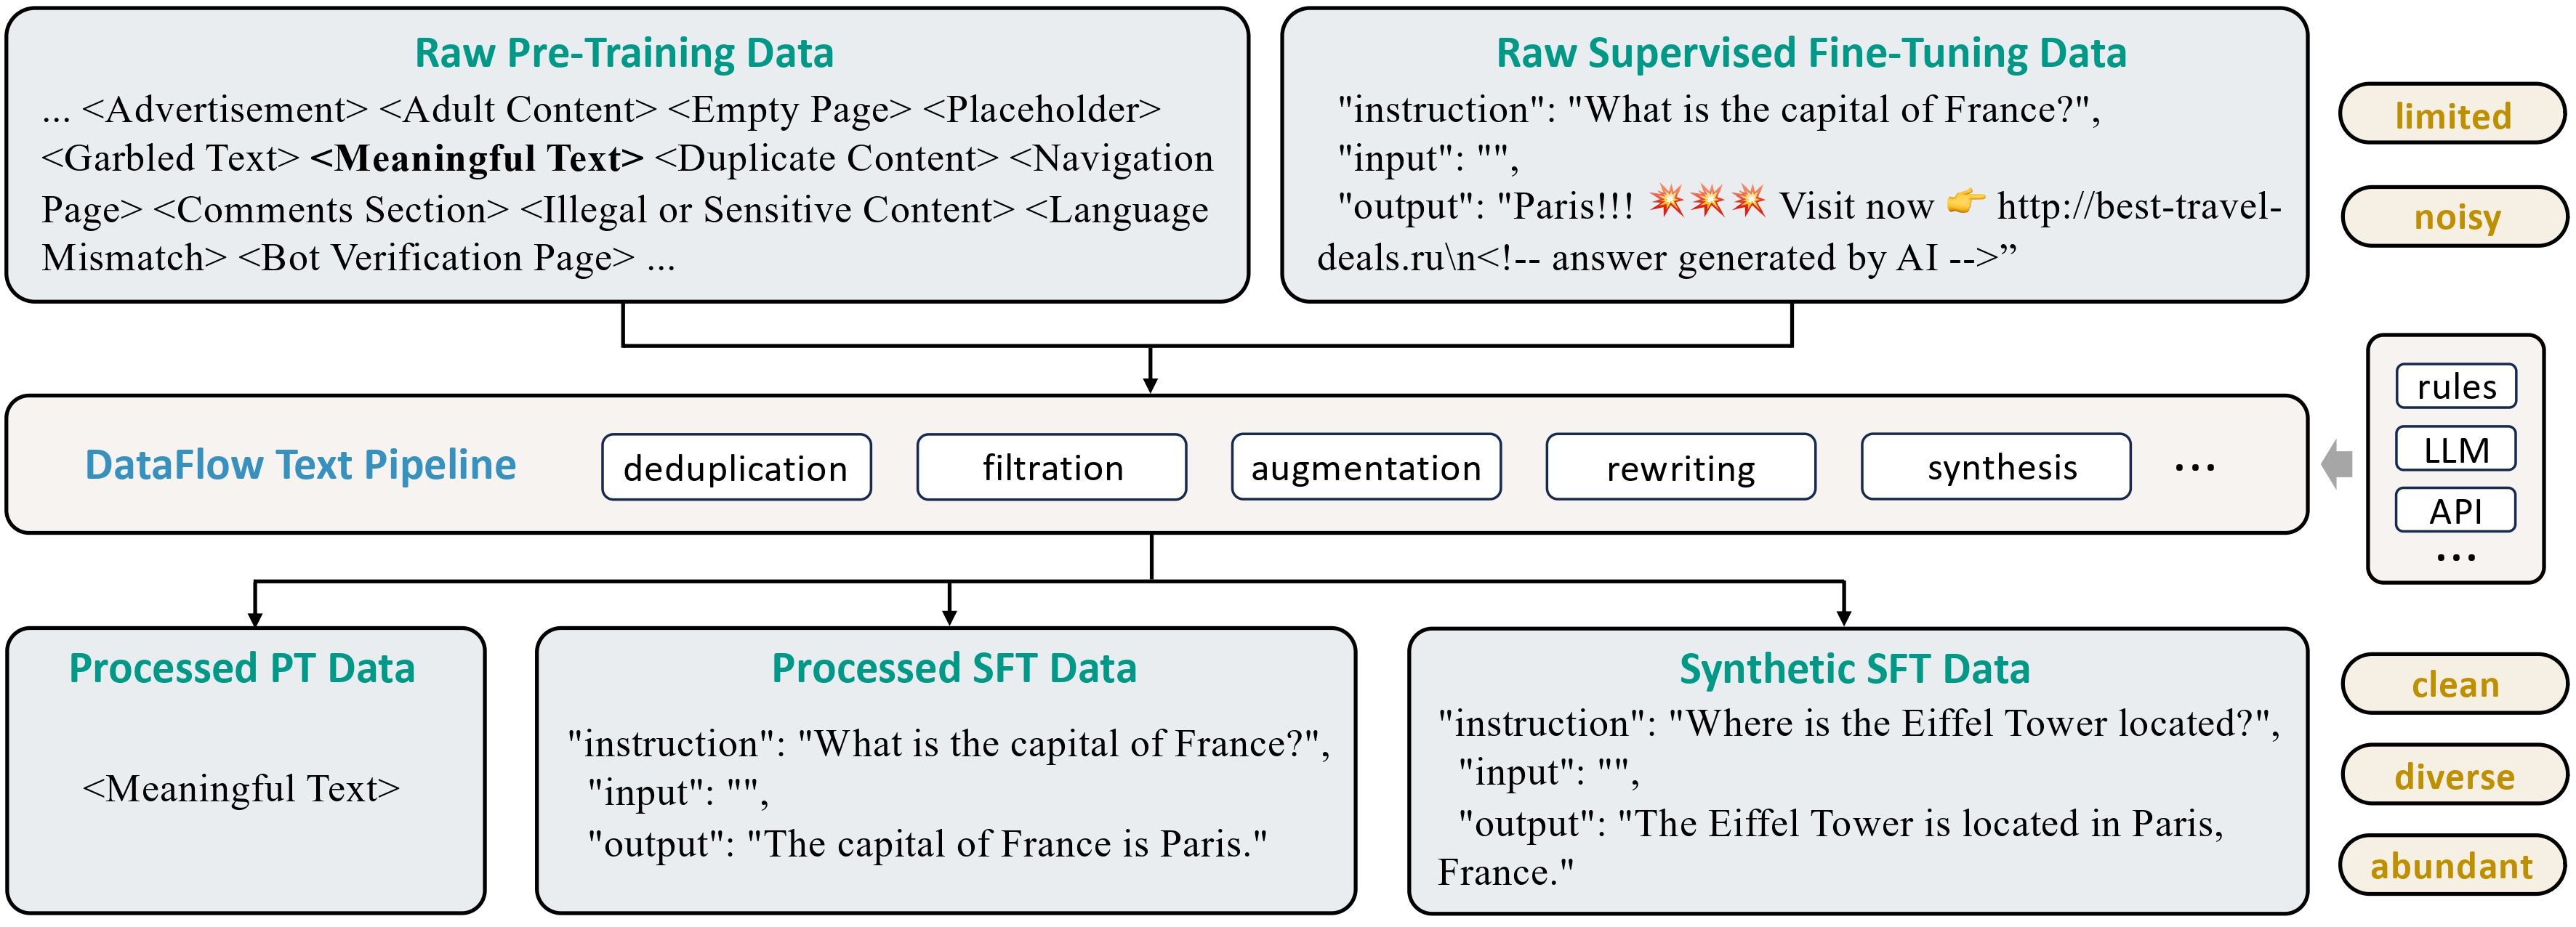 Raw Pre-Training Data
... <Advertisement> <Adult Content> <Empty Page> <Placeholder>
<Garbled Text> <Meaningful Text> <Duplicate Content> <Navigation
Page> <Comments Section> <Illegal or Sensitive Content> <Language
Mismatch> <Bot Verification Page> ...
Raw Supervised Fine-Tuning Data
"instruction": "What is the capital of France?",
"input": "",
"output": "Paris!!! 💥💥💥 Visit now 👉 http://best-travel-
deals.ru\n<!-- answer generated by AI -->”
limited
noisy
DataFlow Text Pipeline
deduplication
filtration
augmentation
rewriting
synthesis
...
rules
LLM
API
...
Processed PT Data
<Meaningful Text>
Processed SFT Data
"instruction": "What is the capital of France?",
"input": "",
"output": "The capital of France is Paris."
Synthetic SFT Data
"instruction": "Where is the Eiffel Tower located?",
"input": "",
"output": "The Eiffel Tower is located in Paris,
France."
clean
diverse
abundant